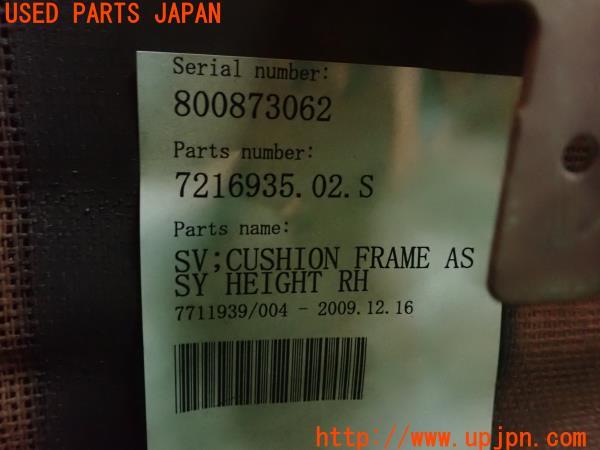 USED PARTS JAPAN
Serial number:
800873062
Parts number:
7216935.02.S
Parts name:
SV;CUSHION FRAME AS
SY HEIGHT RH
7711939/004 - 2009.12.16
http://www.upjpn.com/